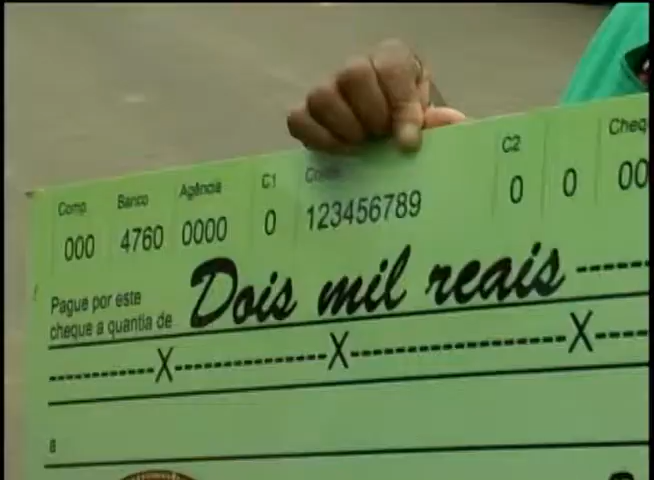 Comp Banco Agência C1 Conta C2 Cheq
000 4760 0000 0 123456789 0 0 00
Pague por este Dois mil reais ----
cheque a quantia de
-----------X----------------X-----------------------X-----